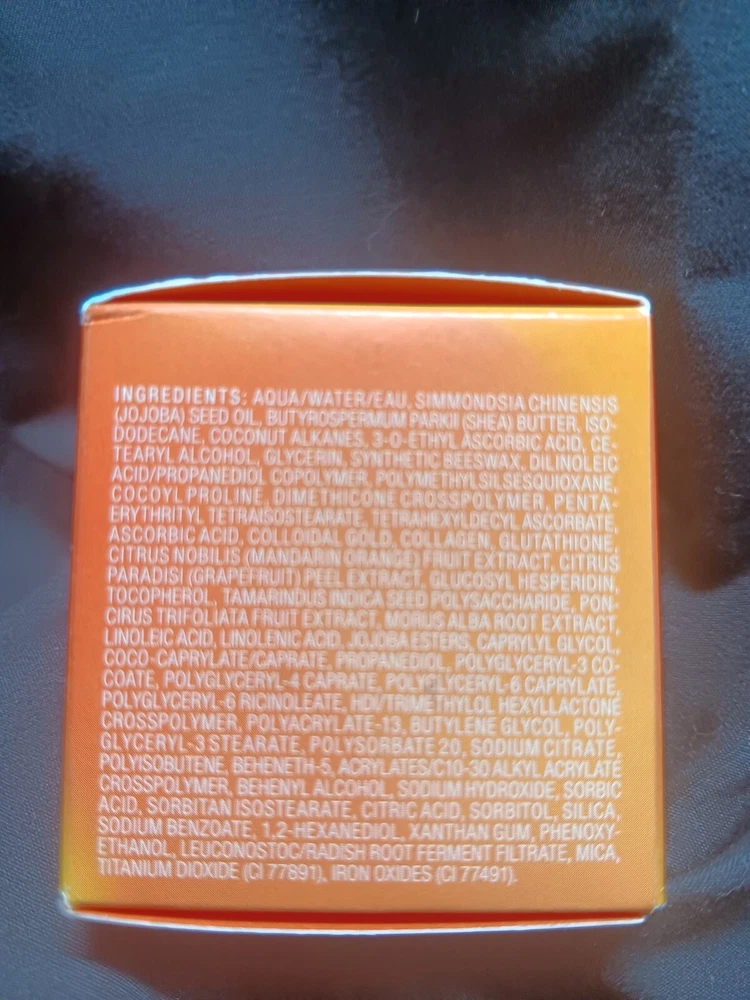 INGREDIENTS: AQUA/WATER/EAU, SIMMONDSIA CHINENSIS
(JOJOBA) SEED OIL, BUTYROSPERMUM PARKII (SHEA) BUTTER, ISO-
DODECANE, COCONUT ALKANES, 3-O-ETHYL ASCORBIC ACID, CE-
TEARYL ALCOHOL, GLYCERIN, SYNTHETIC BEESWAX, DILINOLEIC
ACID/PROPANEDIOL COPOLYMER, POLYMETHYLSILSESQUIOXANE,
COCOYL PROLINE, DIMETHICONE CROSSPOLYMER, PENTA-
ERYTHRITYL TETRAISOSTEARATE, TETRAHEXYLDECYL ASCORBATE,
ASCORBIC ACID, COLLOIDAL GOLD, COLLAGEN, GLUTATHIONE,
CITRUS NOBILIS (MANDARIN ORANGE) FRUIT EXTRACT, CITRUS
PARADISI (GRAPEFRUIT) PEEL EXTRACT, GLUCOSYL HESPERIDIN,
TOCOPHEROL, TAMARINDUS INDICA SEED POLYSACCHARIDE, PON-
CIRUS TRIFOLIATA FRUIT EXTRACT, MORUS ALBA ROOT EXTRACT,
LINOLEIC ACID, LINOLENIC ACID, JOJOBA ESTERS, CAPRYLYL GLYCOL,
COCO-CAPRYLATE/CAPRATE, PROPANEDIOL, POLYGLYCERYL-3 CO-
COATE, POLYGLYCERYL-4 CAPRATE, POLYGLYCERYL-6 CAPRYLATE,
POLYGLYCERYL-6 RICINOLEATE, HDI/TRIMETHYLOL HEXYLLACTONE
CROSSPOLYMER, POLYACRYLATE-13, BUTYLENE GLYCOL, POLY-
GLYCERYL-3 STEARATE, POLYSORBATE 20, SODIUM CITRATE,
POLYISOBUTENE, BEHENETH-5, ACRYLATES/C10-30 ALKYL ACRYLATE
CROSSPOLYMER, BEHENYL ALCOHOL, SODIUM HYDROXIDE, SORBIC
ACID, SORBITAN ISOSTEARATE, CITRIC ACID, SORBITOL, SILICA,
SODIUM BENZOATE, 1,2-HEXANEDIOL, XANTHAN GUM, PHENOXY-
ETHANOL, LEUCONOSTOC/RADISH ROOT FERMENT FILTRATE, MICA,
TITANIUM DIOXIDE (CI 77891), IRON OXIDES (CI 77491).